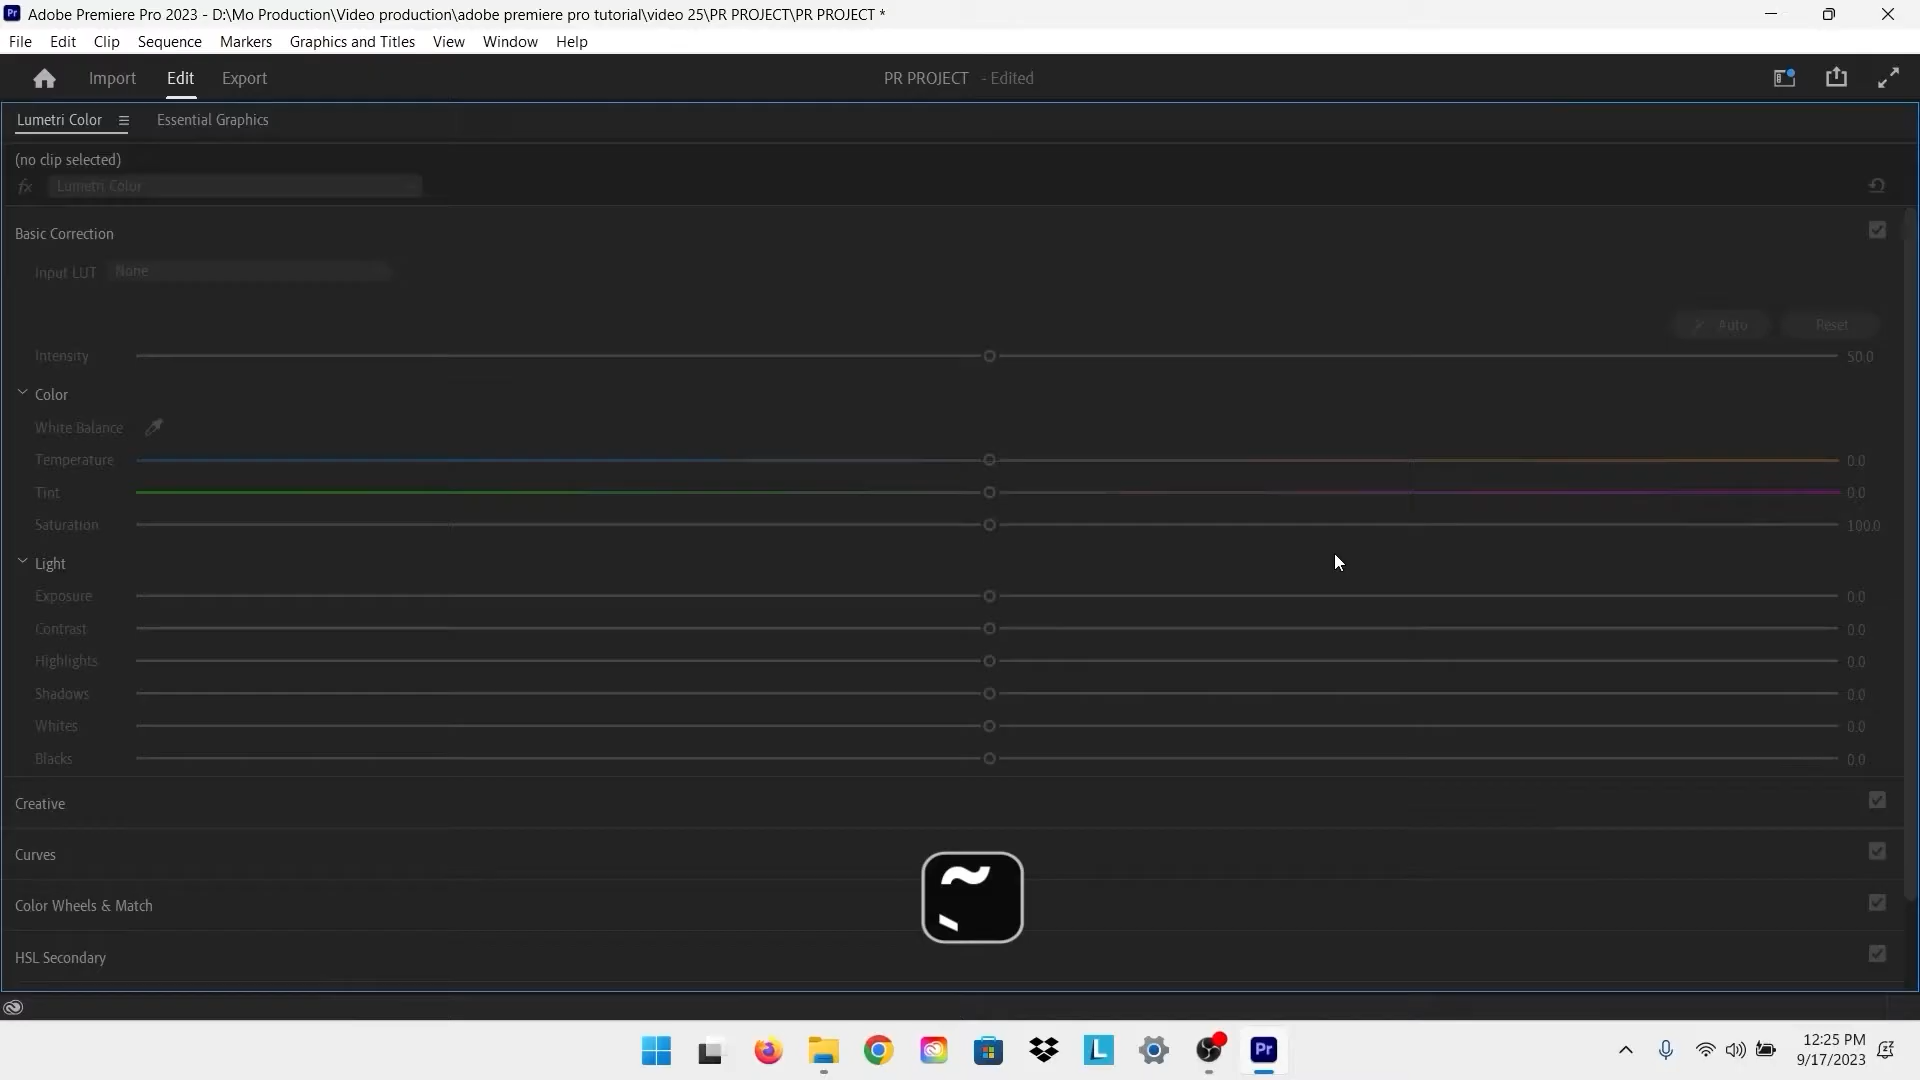 Pr Adobe Premiere Pro 2023 - D:\Mo Production\Video production\adobe premiere pro tutorial\video 25\PR PROJECT\PR PROJECT *
File Edit Clip Sequence Markers Graphics and Titles View Window Help
Import Edit Export PR PROJECT - Edited
Lumetri Color Essential Graphics
(no clip selected)
fx Lumetri Color
Basic Correction
Input LUT None
Auto Reset
Intensity 50.0
Color
White Balance
Temperature 0.0
Tint 0.0
Saturation 100.0
Light
Exposure 0.0
Contrast 0.0
Highlights 0.0
Shadows 0.0
Whites 0.0
Blacks 0.0
Creative
Curves
~
`
Color Wheels & Match
HSL Secondary
L Pr
12:25 PM
9/17/2023